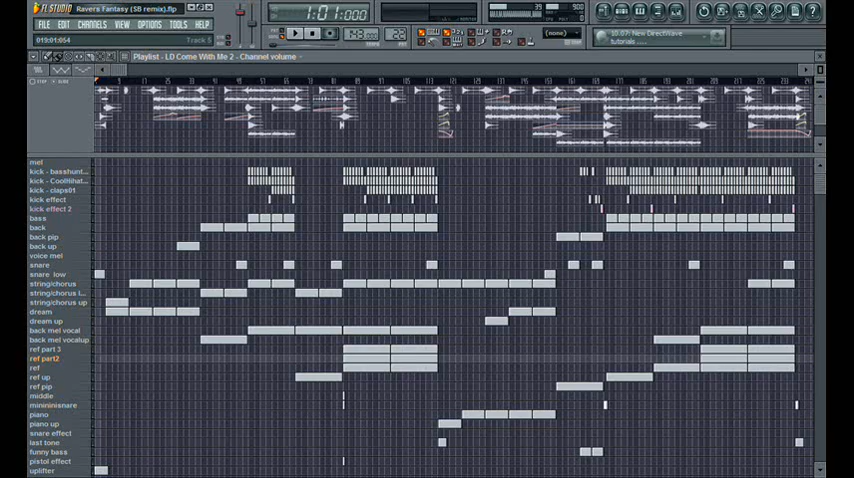 FL STUDIO
Ravers Fantasy (SB remix).flp
FILE EDIT CHANNELS VIEW OPTIONS TOOLS HELP
019:01:054
Track 5
1:01:000
(none)
10.07: New DirectWave tutorials ...
Playlist - LD Come With Me 2 - Channel volume
mel
kick - basshunt...
kick - CoolHihat...
kick - claps01
kick effect
kick effect 2
bass
back
back pip
back up
voice mel
snare
snare low
string/chorus
string/chorus l...
string/chorus up
dream
dream up
back mel vocal
back mel vocalup
ref part 3
ref part2
ref
ref up
ref pip
middle
minininisnare
piano
piano up
snare effect
last tone
funny bass
pistol effect
uplifter